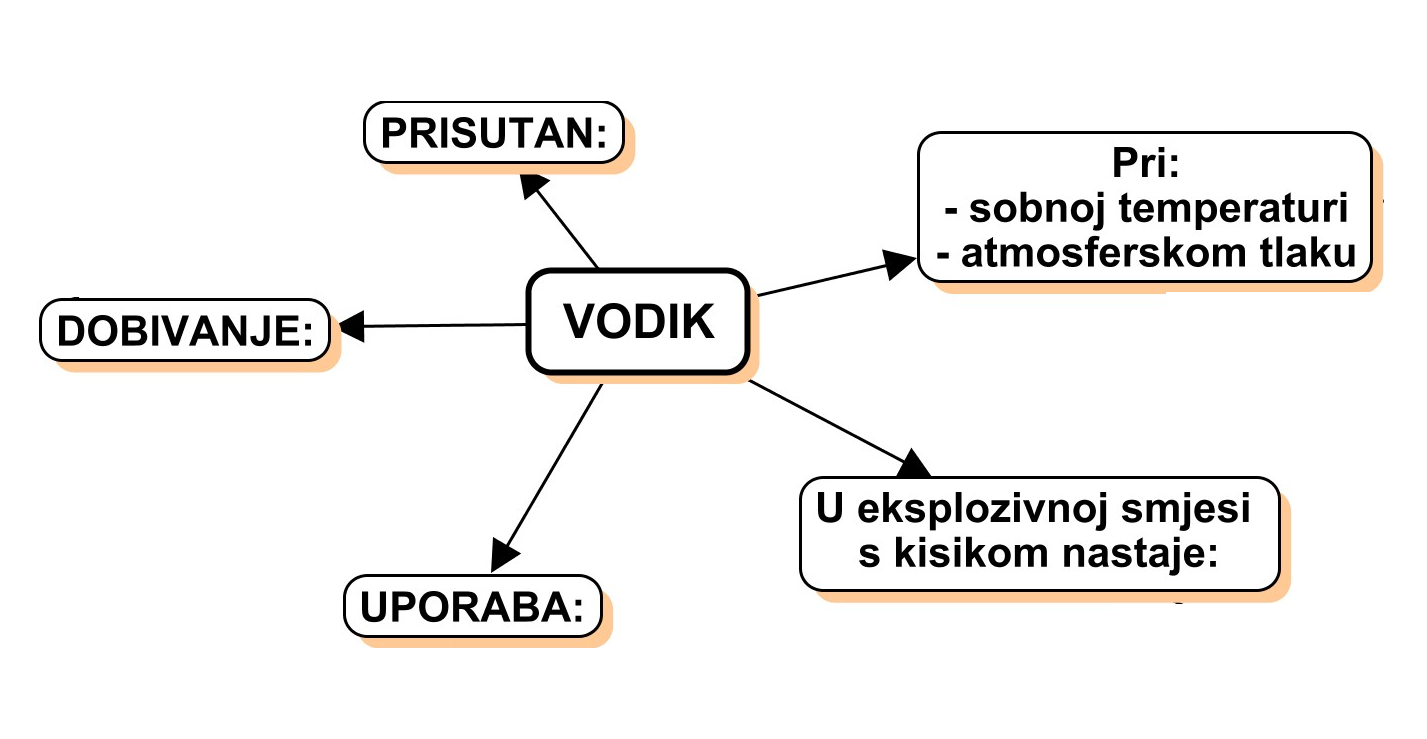 PRISUTAN:
Pri:
- sobnoj temperaturi
- atmosferskom tlaku
DOBIVANJE:
VODIK
U eksplozivnoj smjesi
s kisikom nastaje:
UPORABA: